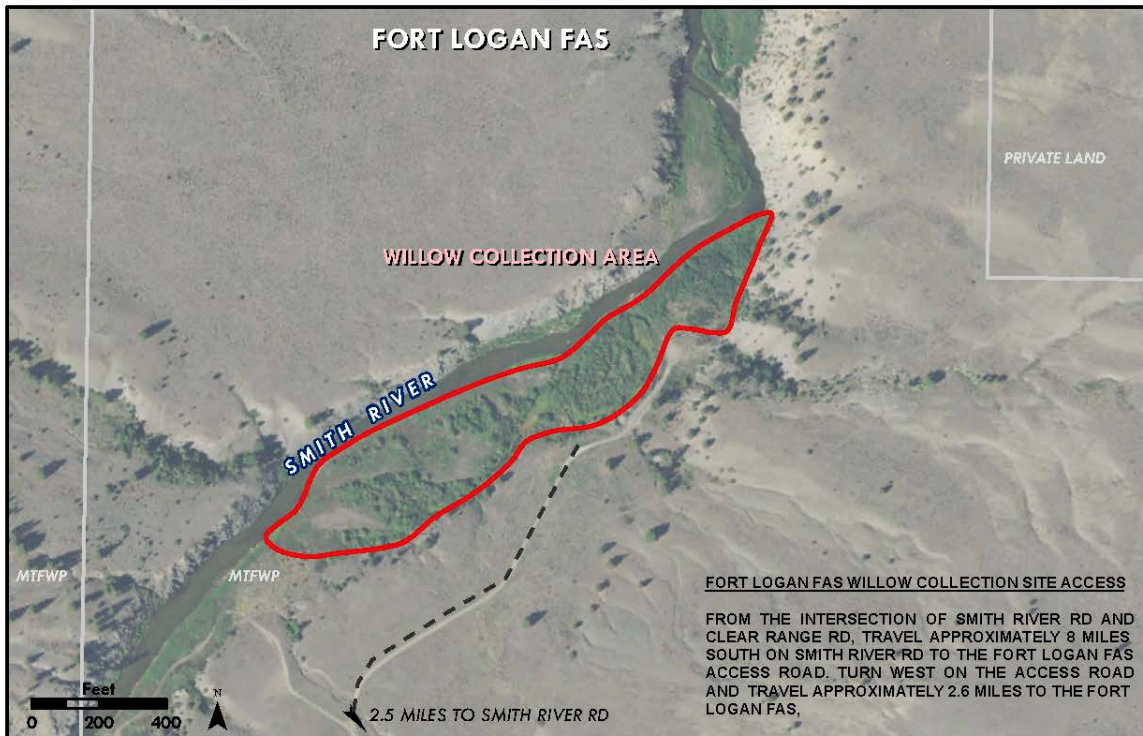 FORT LOGAN FAS
PRIVATE LAND
WILLOW COLLECTION AREA
SMITH RIVER
MTFWP
MTFWP
FORT LOGAN FAS WILLOW COLLECTION SITE ACCESS
FROM THE INTERSECTION OF SMITH RIVER RD AND
CLEAR RANGE RD, TRAVEL APPROXIMATELY 8 MILES
SOUTH ON SMITH RIVER RD TO THE FORT LOGAN FAS
ACCESS ROAD. TURN WEST ON THE ACCESS ROAD
AND TRAVEL APPROXIMATELY 2.6 MILES TO THE FORT
LOGAN FAS,
Feet
0 200 400
N
2.5 MILES TO SMITH RIVER RD